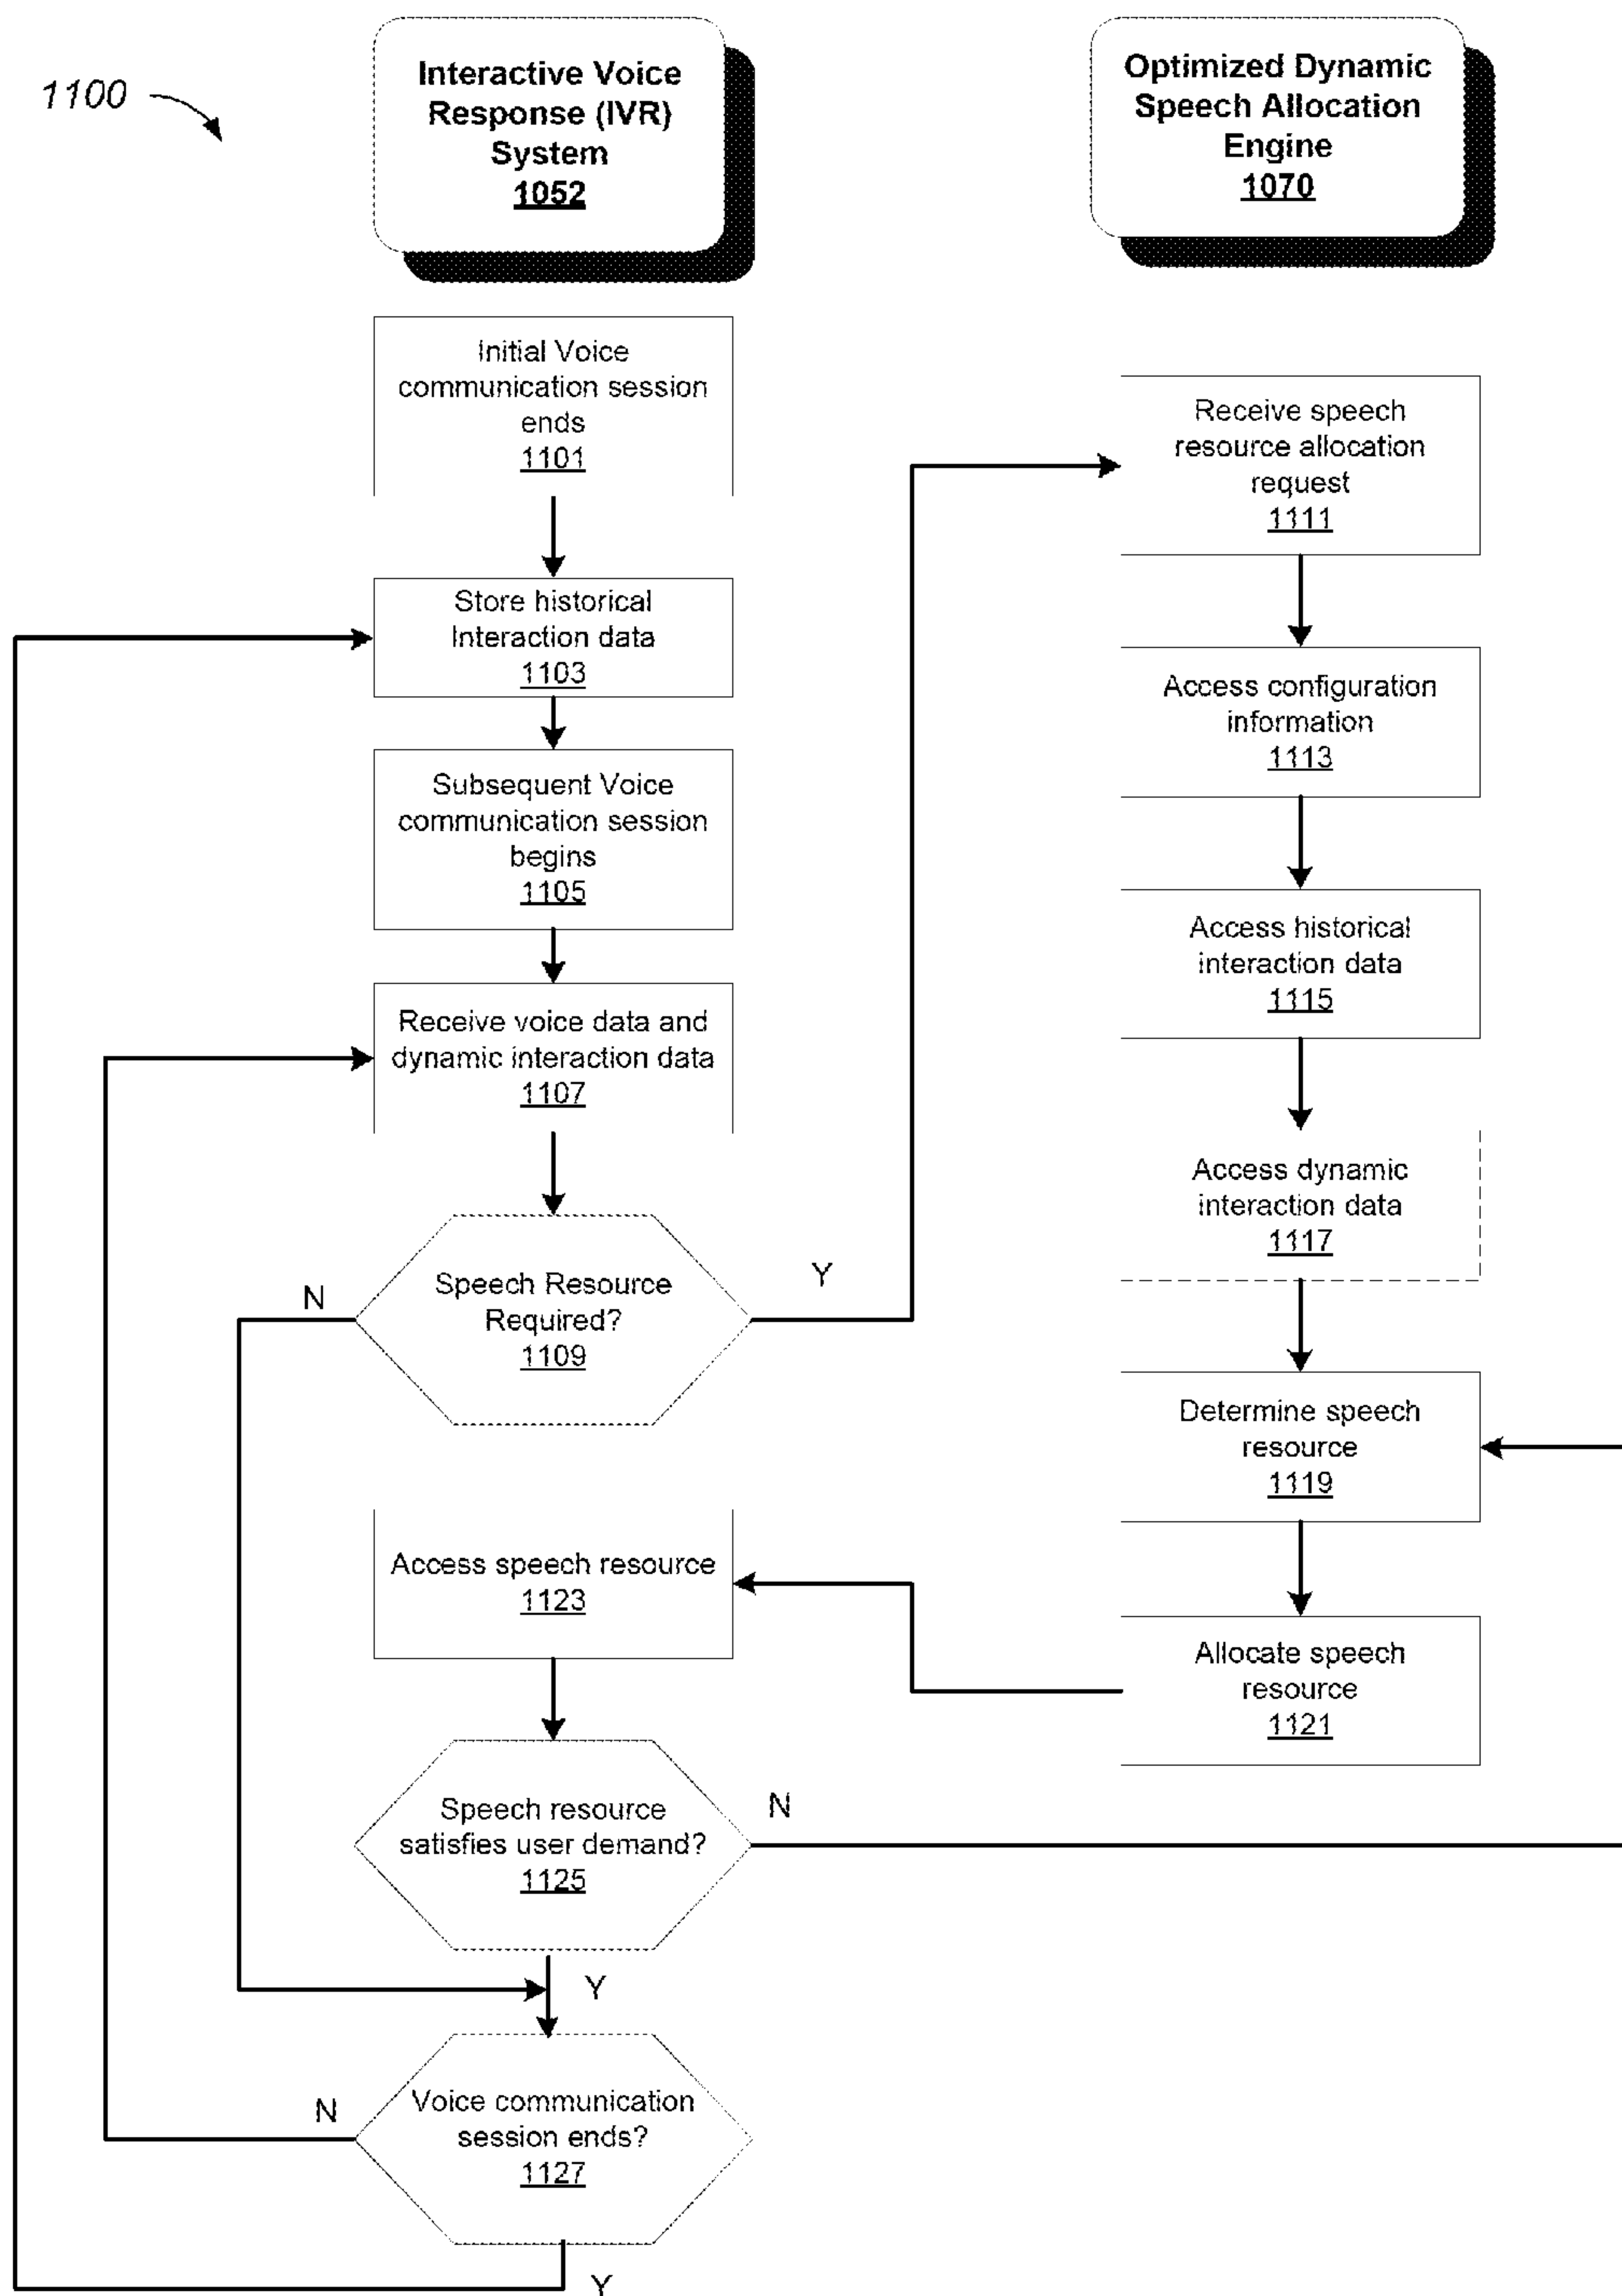 1100
Interactive Voice
Response (IVR)
System
1052
Optimized Dynamic
Speech Allocation
Engine
1070
Initial Voice
communication session
ends
1101
Store historical
Interaction data
1103
Subsequent Voice
communication session
begins
1105
Receive voice data and
dynamic interaction data
1107
Speech Resource
Required?
1109
N
Y
Receive speech
resource allocation
request
1111
Access configuration
information
1113
Access historical
interaction data
1115
Access dynamic
interaction data
1117
Determine speech
resource
1119
Allocate speech
resource
1121
Access speech resource
1123
Speech resource
satisfies user demand?
1125
N
Y
Voice communication
session ends?
1127
N
Y